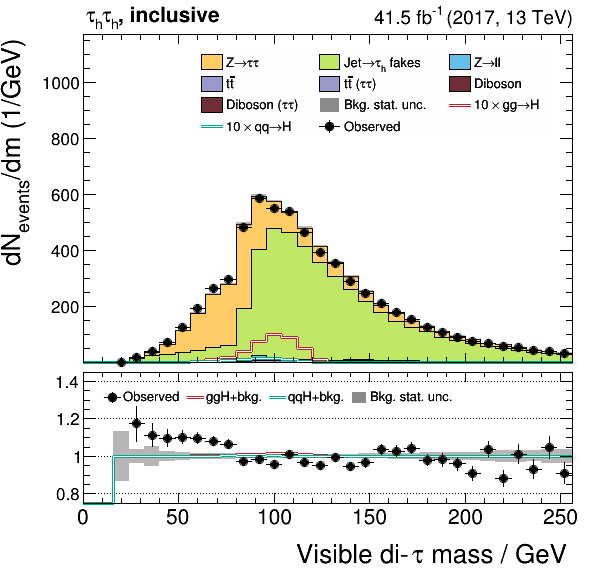 τhτh, inclusive 41.5 fb⁻¹ (2017, 13 TeV)
dNevents/dm (1/GeV)
1000
800
600
400
200
Z→ττ Jet→τh fakes Z→ll
tt̄ tt̄ (ττ) Diboson
Diboson (ττ) Bkg. stat. unc. 10 × gg→H
10 × qq→H Observed
1.4
1.2
1
0.8
Observed ggH+bkg. qqH+bkg. Bkg. stat. unc.
0 50 100 150 200 250
Visible di-τ mass / GeV